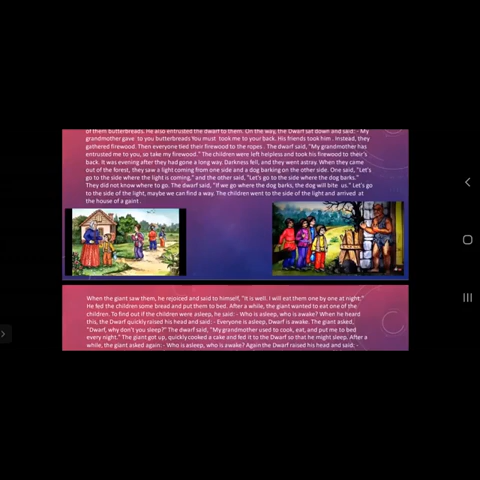 of them butterbreads. He also entrusted the dwarf to them. On the way, the Dwarf sat down and said: - My
grandmother gave to you butterbreads You must took me to your back. His friends took him . Instead, they
gathered firewood. Then everyone tied their firewood to the ropes . The dwarf said, "My grandmother has
entrusted me to you, so take my firewood." The children were left helpless and took his firewood to their's
back. It was evening after they had gone a long way. Darkness fell, and they went astray. When they came
out of the forest, they saw a light coming from one side and a dog barking on the other side. One said, "Let's
go to the side where the light is coming," and the other said, "Let's go to the side where the dog barks."
They did not know where to go. The dwarf said, "If we go where the dog barks, the dog will bite us." Let's go
to the side of the light, maybe we can find a way. The children went to the side of the light and arrived at
the house of a gaint .
When the giant saw them, he rejoiced and said to himself, "It is well. I will eat them one by one at night."
He fed the children some bread and put them to bed. After a while, the giant wanted to eat one of the
children. To find out if the children were asleep, he said: - Who is asleep, who is awake? When he heard
this, the Dwarf quickly raised his head and said: - Everyone is asleep, Dwarf is awake. The giant asked,
"Dwarf, why don't you sleep?" The dwarf said, "My grandmother used to cook, eat, and put me to bed
every night." The giant got up, quickly cooked a cake and fed it to the Dwarf so that he might sleep. After a
while, the giant asked again: - Who is asleep, who is awake? Again the Dwarf raised his head and said: -